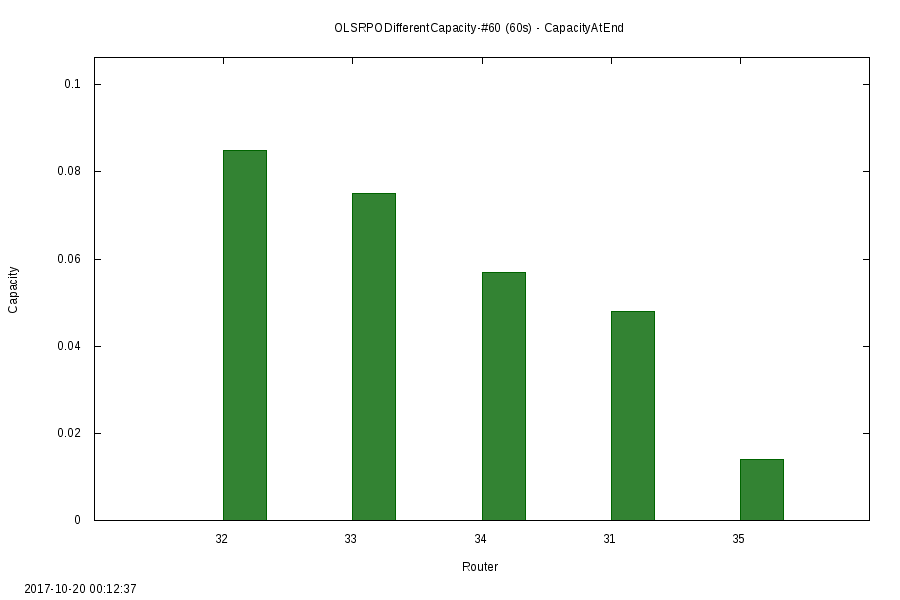 OLSRPODifferentCapacity-#60 (60s) - CapacityAtEnd
0.1
0.08
0.06
0.04
0.02
0
Capacity
32 33 34 31 35
Router
2017-10-20 00:12:37